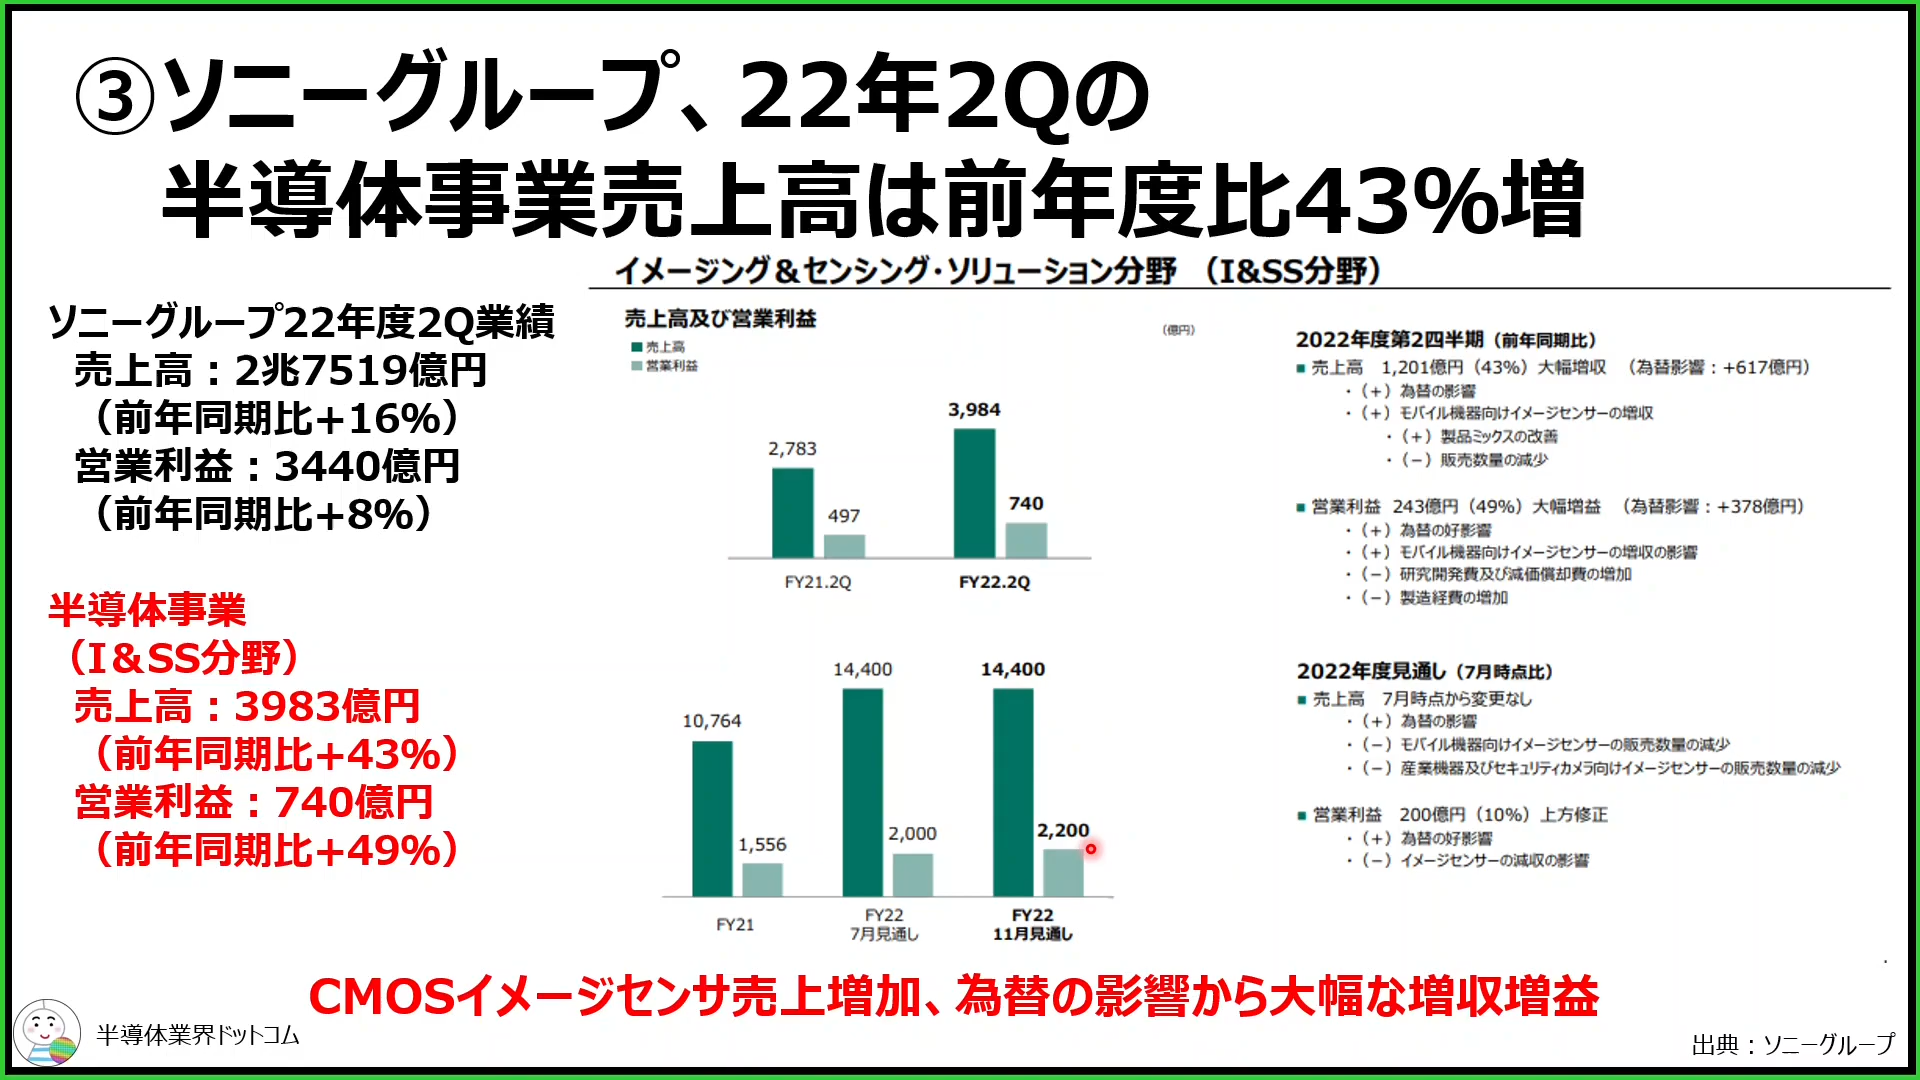 ③ソニーグループ、22年2Qの
半導体事業売上高は前年度比43%増
ソニーグループ22年度2Q業績
売上高：2兆7519億円
（前年同期比+16%）
営業利益：3440億円
（前年同期比+8%）
半導体事業
（I&SS分野）
売上高：3983億円
（前年同期比+43%）
営業利益：740億円
（前年同期比+49%）
イメージング＆センシング・ソリューション分野 （I&SS分野）
売上高及び営業利益
（億円）
■売上高
■営業利益
2,783
497
3,984
740
FY21.2Q
FY22.2Q
10,764
1,556
14,400
2,000
14,400
2,200
FY21
FY22
7月見通し
FY22
11月見通し
2022年度第2四半期（前年同期比）
■ 売上高 1,201億円（43%）大幅増収 （為替影響：+617億円）
・（＋）為替の影響
・（＋）モバイル機器向けイメージセンサーの増収
・（＋）製品ミックスの改善
・（－）販売数量の減少
■ 営業利益 243億円（49%）大幅増益 （為替影響：+378億円）
・（＋）為替の好影響
・（＋）モバイル機器向けイメージセンサーの増収の影響
・（－）研究開発費及び減価償却費の増加
・（－）製造経費の増加
2022年度見通し（7月時点比）
■ 売上高 7月時点から変更なし
・（＋）為替の影響
・（－）モバイル機器向けイメージセンサーの販売数量の減少
・（－）産業機器及びセキュリティカメラ向けイメージセンサーの販売数量の減少
■ 営業利益 200億円（10%）上方修正
・（＋）為替の好影響
・（－）イメージセンサーの減収の影響
CMOSイメージセンサ売上増加、為替の影響から大幅な増収増益
半導体業界ドットコム
出典：ソニーグループ